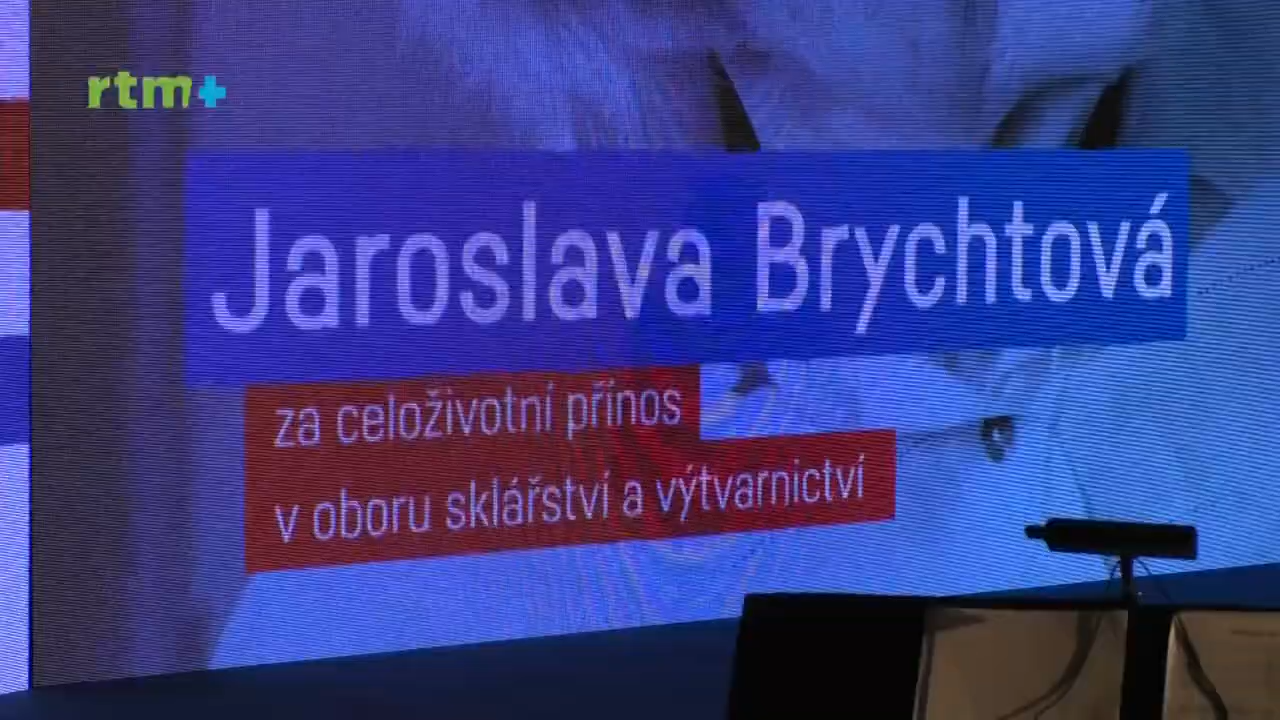 rtm+
Jaroslava Brychtová
za celoživotní přínos
v oboru sklářství a výtvarnictví